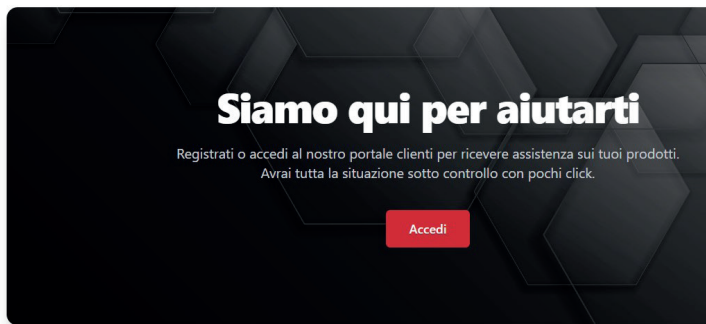 Siamo qui per aiutarti
Registrati o accedi al nostro portale clienti per ricevere assistenza sui tuoi prodotti.
Avrai tutta la situazione sotto controllo con pochi click.
Accedi